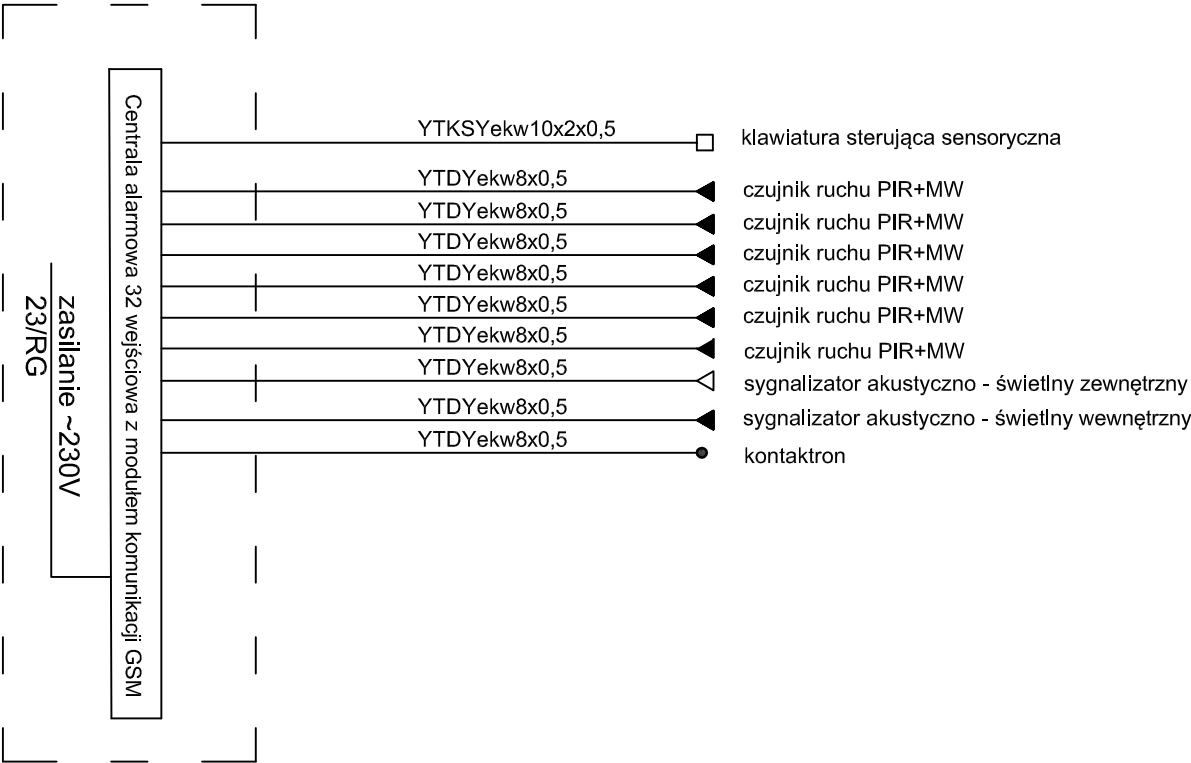 Centrala alarmowa 32 wejściowa z modułem komunikacji GSM
zasilanie ~230V
23/RG
YTKSYekw10x2x0,5
klawiatura sterująca sensoryczna
YTDYekw8x0,5
czujnik ruchu PIR+MW
YTDYekw8x0,5
czujnik ruchu PIR+MW
YTDYekw8x0,5
czujnik ruchu PIR+MW
YTDYekw8x0,5
czujnik ruchu PIR+MW
YTDYekw8x0,5
czujnik ruchu PIR+MW
YTDYekw8x0,5
czujnik ruchu PIR+MW
YTDYekw8x0,5
sygnalizator akustyczno - świetlny zewnętrzny
YTDYekw8x0,5
sygnalizator akustyczno - świetlny wewnętrzny
YTDYekw8x0,5
kontaktron